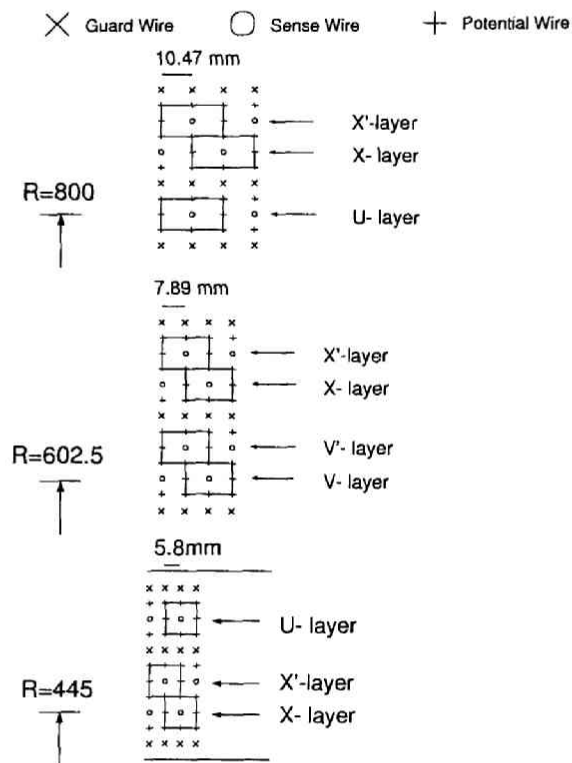 Guard Wire Sense Wire Potential Wire
10.47 mm
X'-layer
X- layer
R=800
U- layer
7.89 mm
X'-layer
X- layer
V'- layer
R=602.5
V- layer
5.8mm
U- layer
X'-layer
R=445
X- layer